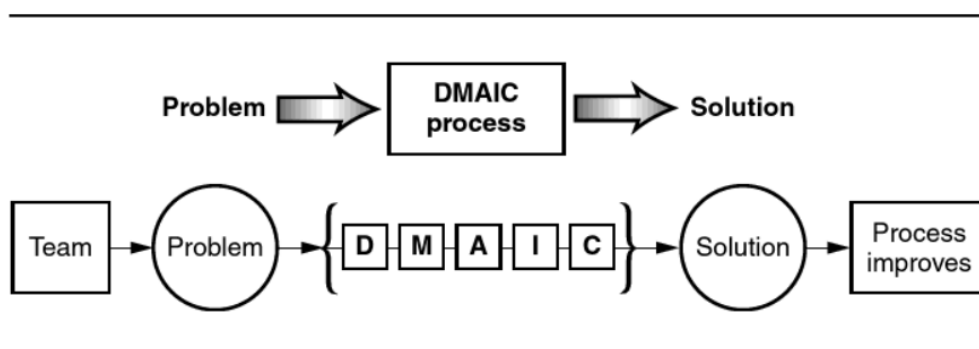 Problem
DMAIC
process
Solution
Team
Problem
D M A I C
Solution
Process
improves